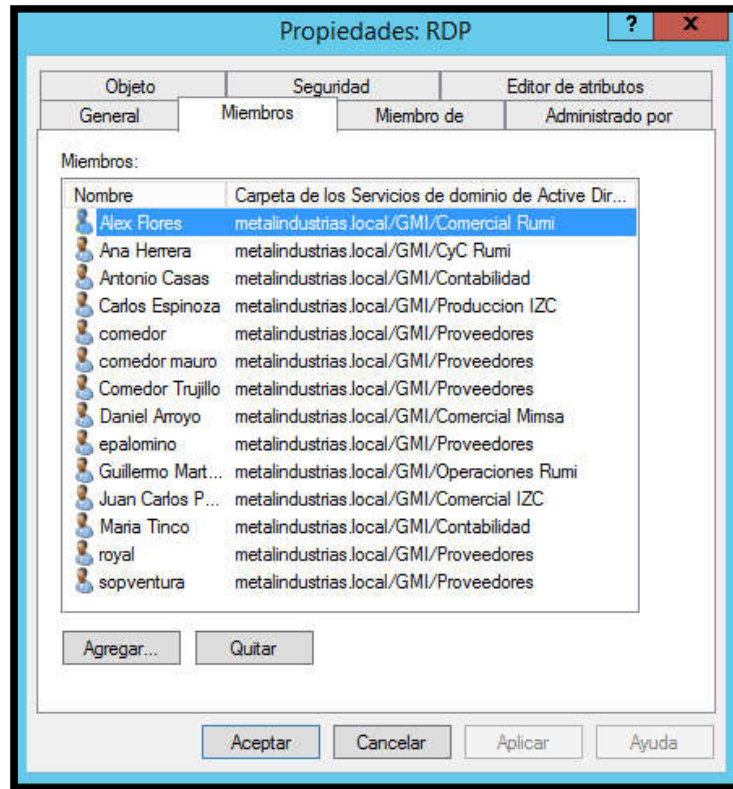 Propiedades: RDP
? x
Objeto Seguridad Editor de atributos
General Miembros Miembro de Administrado por
Miembros:
Nombre Carpeta de los Servicios de dominio de Active Dir...
Alex Flores metalindustrias.local/GMI/Comercial Rumi
Ana Herrera metalindustrias.local/GMI/CyC Rumi
Antonio Casas metalindustrias.local/GMI/Contabilidad
Carlos Espinoza metalindustrias.local/GMI/Produccion IZC
comedor metalindustrias.local/GMI/Proveedores
comedor mauro metalindustrias.local/GMI/Proveedores
Comedor Trujillo metalindustrias.local/GMI/Proveedores
Daniel Arroyo metalindustrias.local/GMI/Comercial Mimsa
epalomino metalindustrias.local/GMI/Proveedores
Guillermo Mart... metalindustrias.local/GMI/Operaciones Rumi
Juan Carlos P... metalindustrias.local/GMI/Comercial IZC
Maria Tinco metalindustrias.local/GMI/Contabilidad
royal metalindustrias.local/GMI/Proveedores
sopventura metalindustrias.local/GMI/Proveedores
Agregar... Quitar
Aceptar Cancelar Aplicar Ayuda